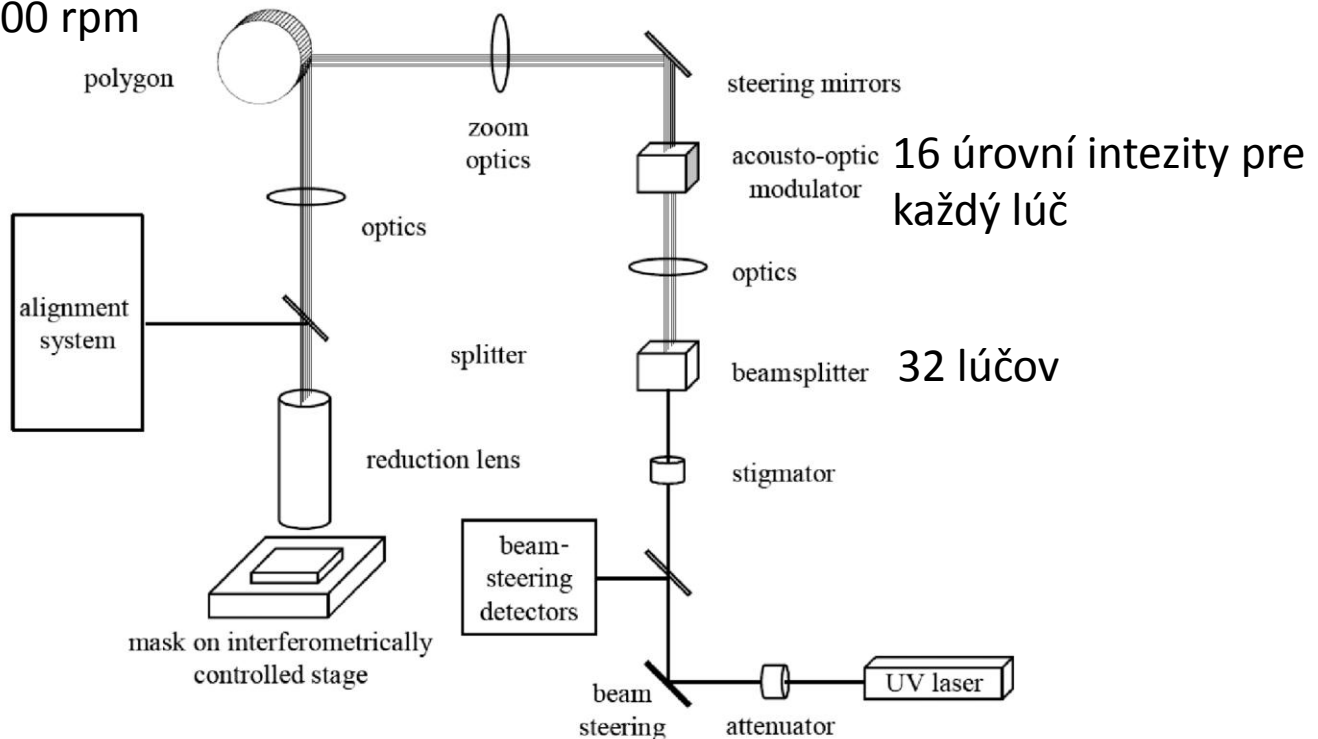 00 rpm
polygon
zoom
optics
steering mirrors
acousto-optic
modulator
16 úrovní intezity pre
každý lúč
optics
optics
alignment
system
splitter
beamsplitter
32 lúčov
reduction lens
stigmator
beam-
steering
detectors
mask on interferometrically
controlled stage
UV laser
beam
steering
attenuator